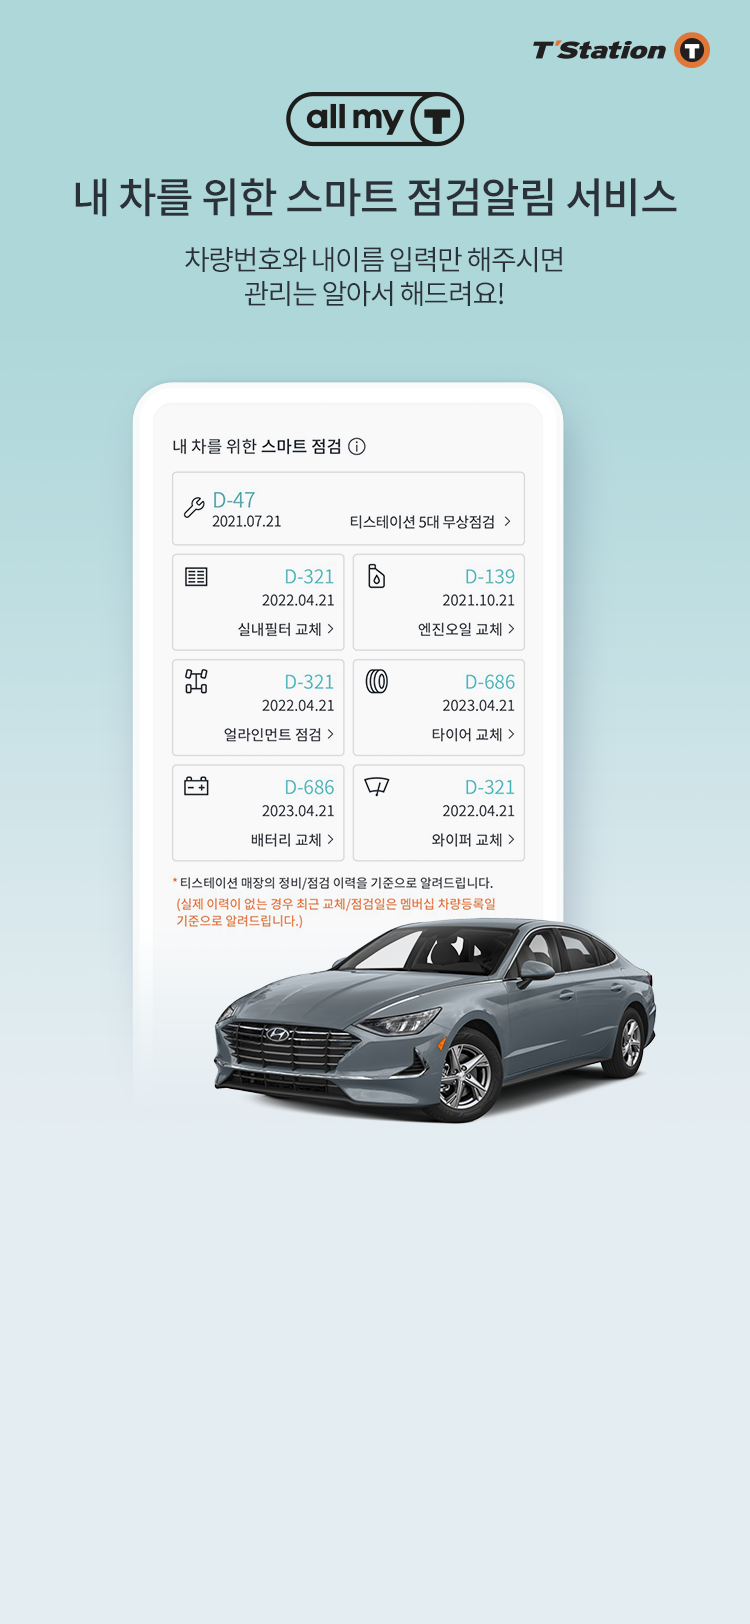 T'Station T
all my T
내 차를 위한 스마트 점검알림 서비스
차량번호와 내이름 입력만 해주시면
관리는 알아서 해드려요!
내 차를 위한 스마트 점검
D-47
2021.07.21
티스테이션 5대 무상점검 >
D-321
2022.04.21
실내필터 교체 >
D-139
2021.10.21
엔진오일 교체 >
D-321
2022.04.21
얼라인먼트 점검 >
D-686
2023.04.21
타이어 교체 >
D-686
2023.04.21
배터리 교체 >
D-321
2022.04.21
와이퍼 교체 >
* 티스테이션 매장의 정비/점검 이력을 기준으로 알려드립니다.
(실제 이력이 없는 경우 최근 교체/점검일은 멤버십 차량등록일
기준으로 알려드립니다.)